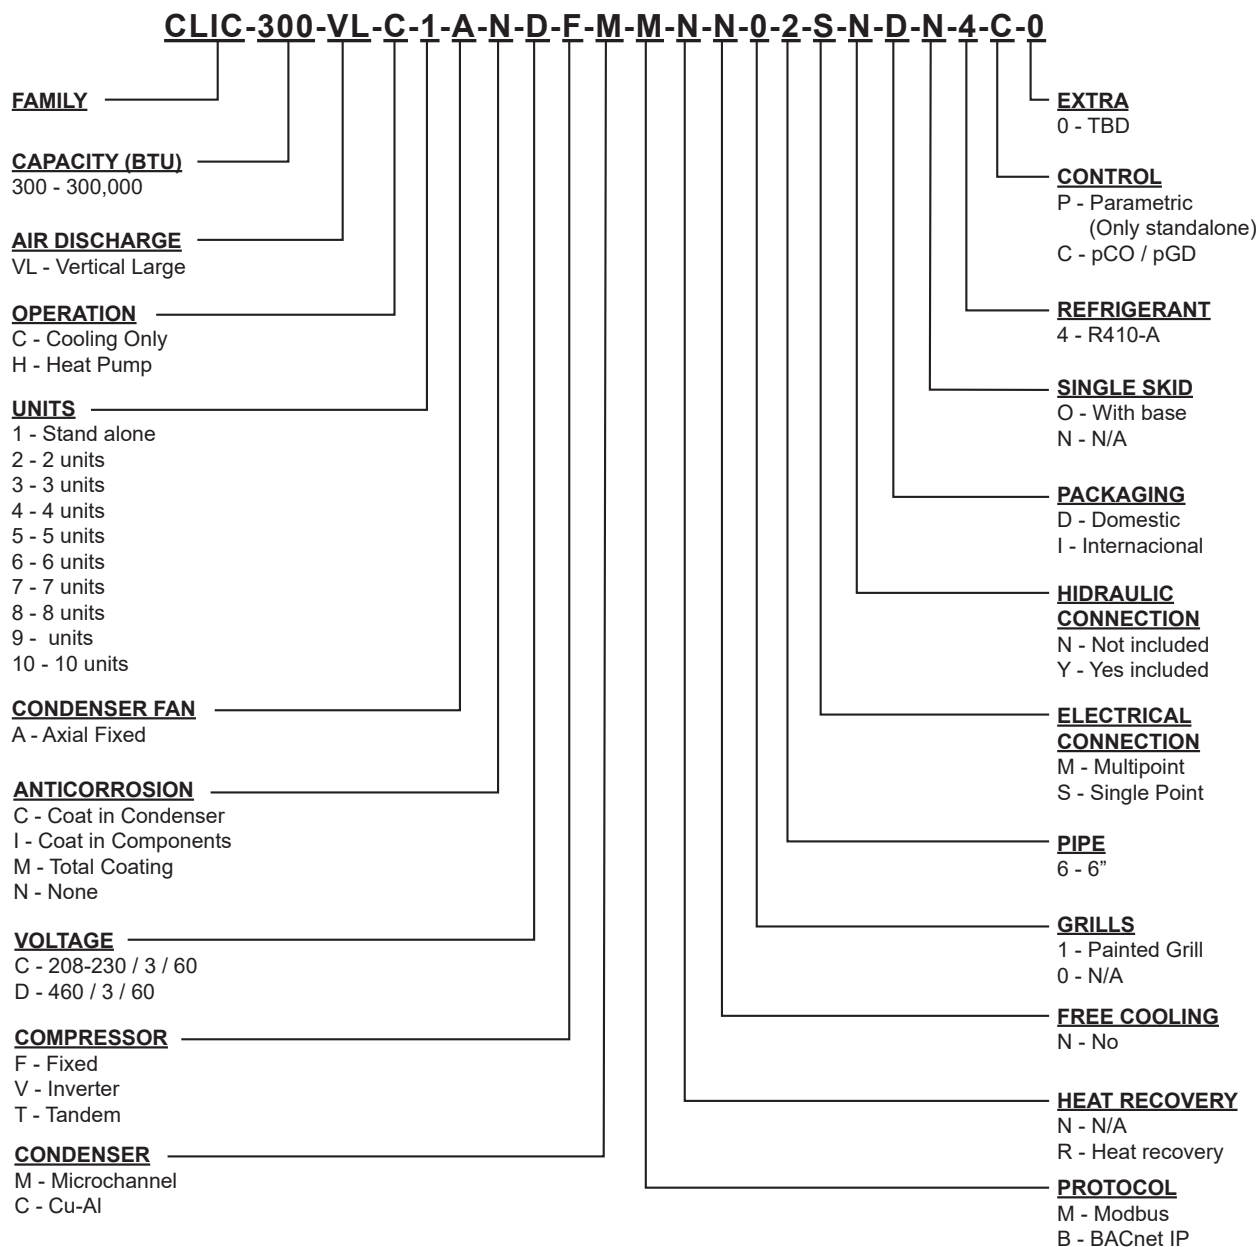 CLIC-300-VL-C-1-A-N-D-F-M-M-N-N-0-2-S-N-D-N-4-C-0
FAMILY
CAPACITY (BTU)
300 - 300,000
AIR DISCHARGE
VL - Vertical Large
OPERATION
C - Cooling Only
H - Heat Pump
UNITS
1 - Stand alone
2 - 2 units
3 - 3 units
4 - 4 units
5 - 5 units
6 - 6 units
7 - 7 units
8 - 8 units
9 -  units
10 - 10 units
CONDENSER FAN
A - Axial Fixed
ANTICORROSION
C - Coat in Condenser
I - Coat in Components
M - Total Coating
N - None
VOLTAGE
C - 208-230 / 3 / 60
D - 460 / 3 / 60
COMPRESSOR
F - Fixed
V - Inverter
T - Tandem
CONDENSER
M - Microchannel
C - Cu-Al
EXTRA
0 - TBD
CONTROL
P - Parametric
(Only standalone)
C - pCO / pGD
REFRIGERANT
4 - R410-A
SINGLE SKID
O - With base
N - N/A
PACKAGING
D - Domestic
I - Internacional
HIDRAULIC
CONNECTION
N - Not included
Y - Yes included
ELECTRICAL
CONNECTION
M - Multipoint
S - Single Point
PIPE
6 - 6”
GRILLS
1 - Painted Grill
0 - N/A
FREE COOLING
N - No
HEAT RECOVERY
N - N/A
R - Heat recovery
PROTOCOL
M - Modbus
B - BACnet IP